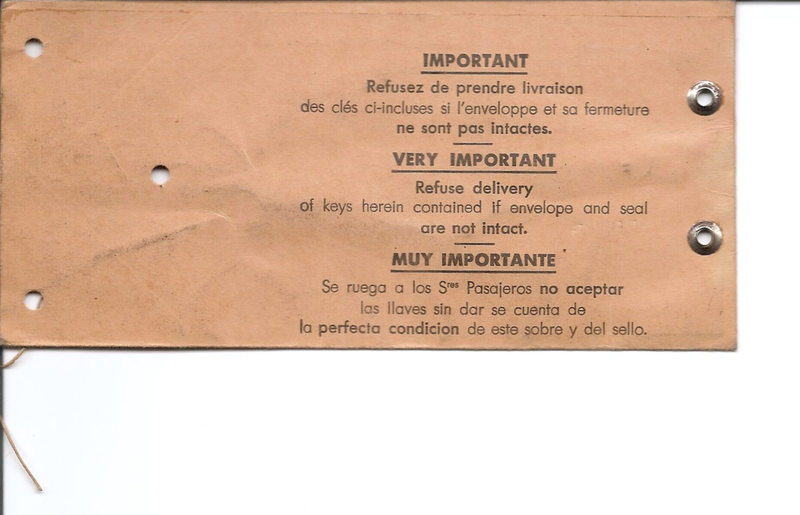 IMPORTANT
Refusez de prendre livraison
des clés ci-incluses si l'enveloppe et sa fermeture
ne sont pas intactes.
VERY IMPORTANT
Refuse delivery
of keys herein contained if envelope and seal
are not intact.
MUY IMPORTANTE
Se ruega a los Sres Pasajeros no aceptar
las llaves sin dar se cuenta de
la perfecta condicion de este sobre y del sello.